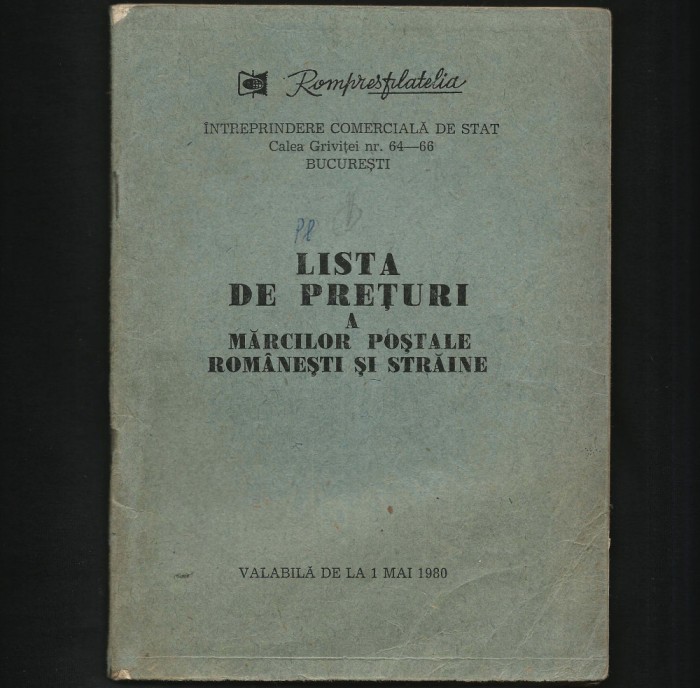 Rompresfilatelia
ÎNTREPRINDERE COMERCIALĂ DE STAT
Calea Griviței nr. 64—66
BUCUREȘTI
P8
LISTA
DE PREȚURI
A
MĂRCILOR POȘTALE
ROMÂNEȘTI ȘI STRĂINE
VALABILĂ DE LA 1 MAI 1980